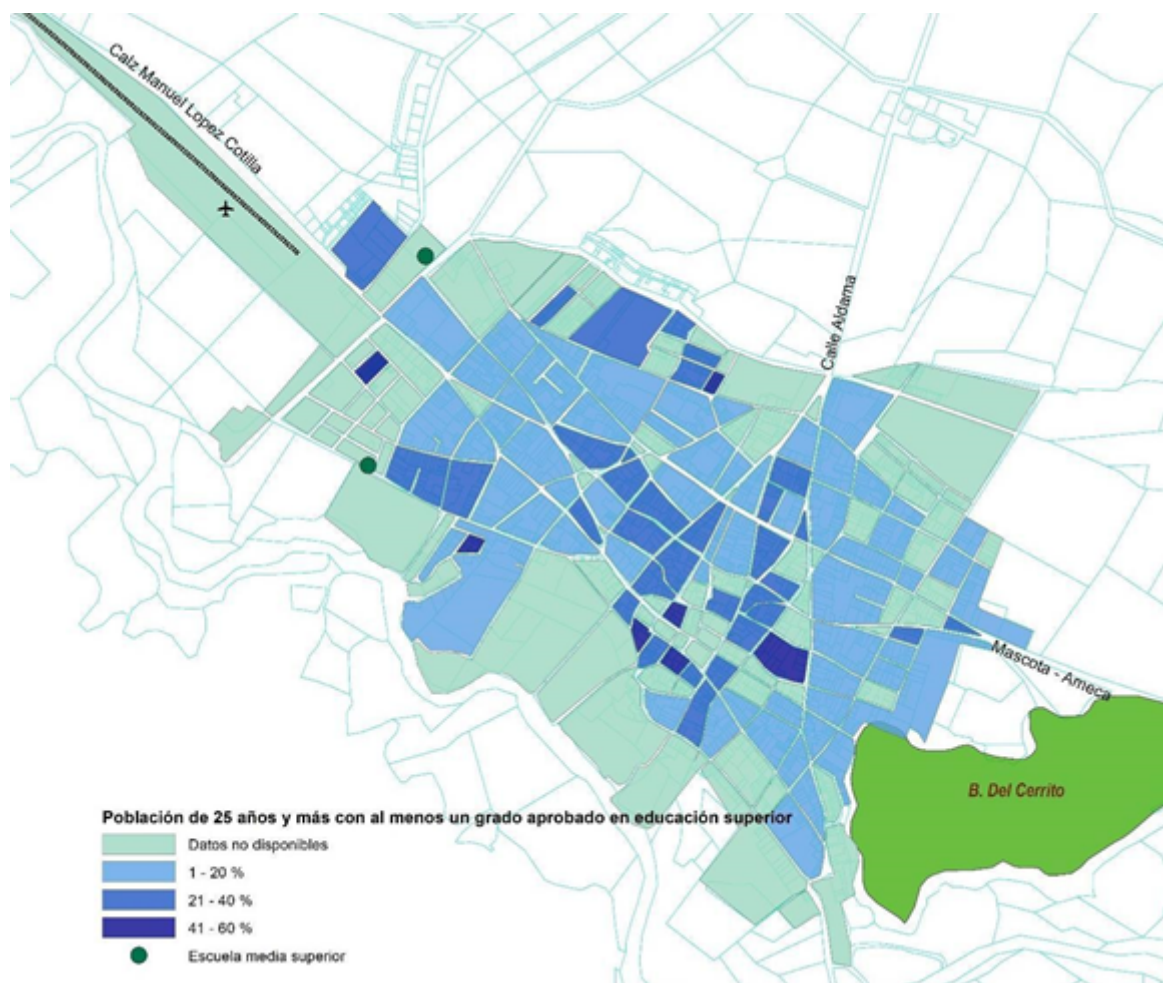 Calz Manuel Lopez Cotilla
Calle Aldama
Mascota - Ameca
B. Del Cerrito
Población de 25 años y más con al menos un grado aprobado en educación superior
Datos no disponibles
1 - 20 %
21 - 40 %
41 - 60 %
Escuela media superior